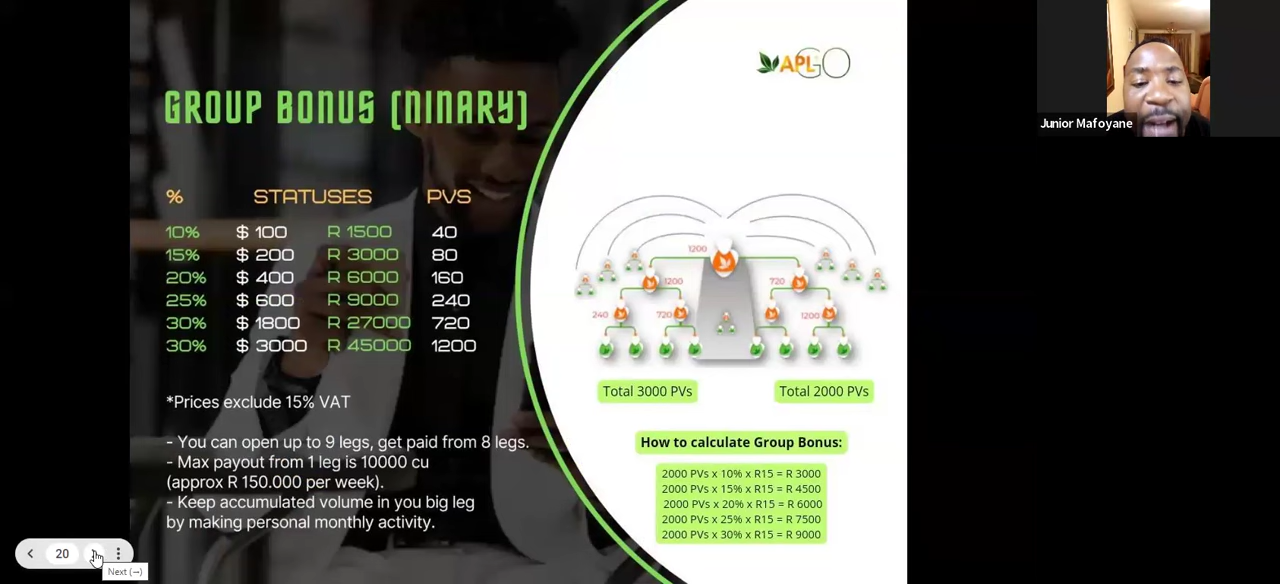 APLGO
Junior Mafoyane
GROUP BONUS (NINARY)
% STATUSES PVS
10% $ 100 R 1500 40
15% $ 200 R 3000 80
20% $ 400 R 6000 160
25% $ 600 R 9000 240
30% $ 1800 R 27000 720
30% $ 3000 R 45000 1200
*Prices exclude 15% VAT
- You can open up to 9 legs, get paid from 8 legs.
- Max payout from 1 leg is 10000 cu
(approx R 150.000 per week).
- Keep accumulated volume in you big leg
by making personal monthly activity.
1200
1200 720
240 720 1200
Total 3000 PVs Total 2000 PVs
How to calculate Group Bonus:
2000 PVs x 10% x R15 = R 3000
2000 PVs x 15% x R15 = R 4500
2000 PVs x 20% x R15 = R 6000
2000 PVs x 25% x R15 = R 7500
2000 PVs x 30% x R15 = R 9000
20
Next (→)